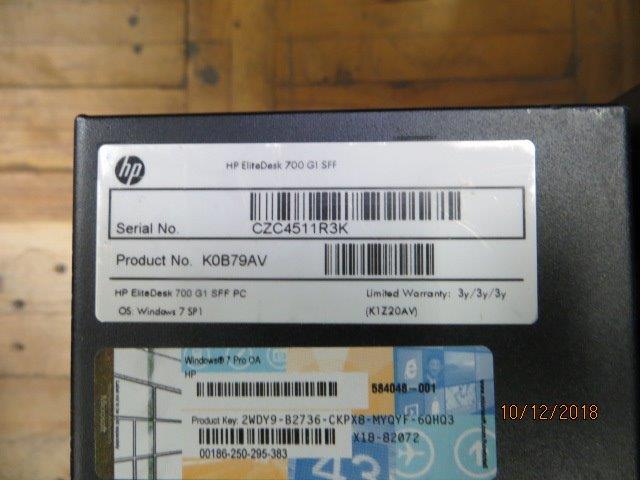 hp
HP EliteDesk 700 G1 SFF
Serial No. CZC4511R3K
Product No. K0B79AV
HP EliteDesk 700 G1 SFF PC
Limited Warranty: 3y/3y/3y
OS: Windows 7 SP1
(K1Z20AV)
Windows® 7 Pro OA
HP
584048-001
Product Key: 2WDY9-B2736-CKPX8-MYQYF-6QHQ3
X18-82072
00186-250-295-383
Microsoft
43
10/12/2018